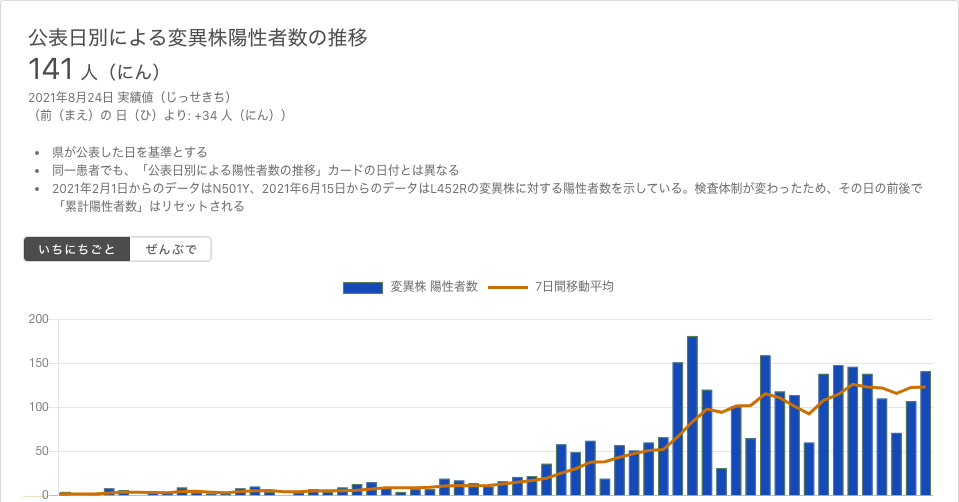 公表日別による変異株陽性者数の推移
141 人（にん）
2021年8月24日 実績値（じっせきち）
（前（まえ）の 日（ひ）より: +34 人（にん））
• 県が公表した日を基準とする
• 同一患者でも、「公表日別による陽性者数の推移」カードの日付とは異なる
• 2021年2月1日からのデータはN501Y、2021年6月15日からのデータはL452Rの変異株に対する陽性者数を示している。検査体制が変わったため、その日の前後で
「累計陽性者数」はリセットされる
いちにちごと ぜんぶで
変異株 陽性者数 7日間移動平均
200
150
100
50
0